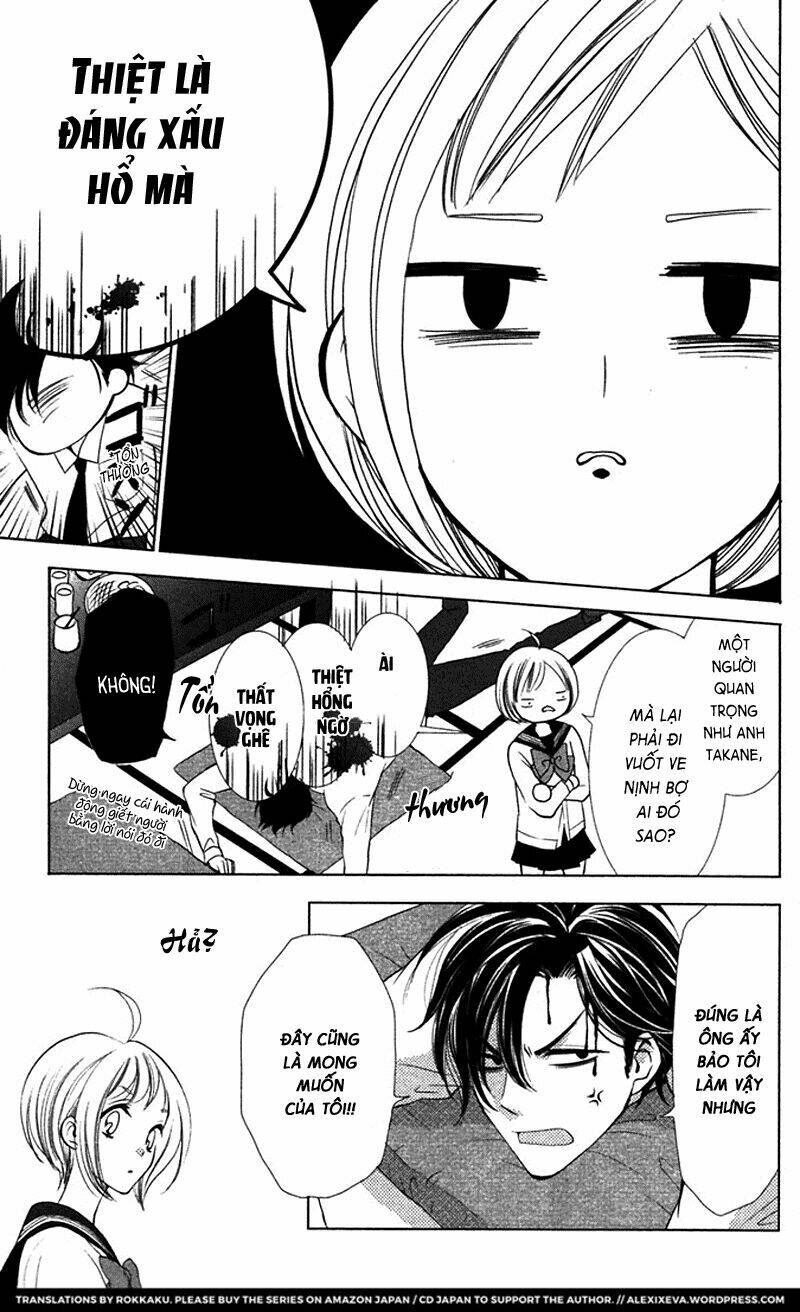 THIỆT LÀ
ĐÁNG XẤU
HỔ MÀ
TỔN
THƯƠNG
MỘT
NGƯỜI
QUAN
TRỌNG
NHƯ ANH
TAKANE,
MÀ LẠI
PHẢI ĐI
VUỐT VE
NỊNH BỢ
AI ĐÓ
SAO?
ÀI
THIỆT
HỔNG
NGỜ
THẤT
VỌNG
GHÊ
Tổn
thương
KHÔNG!
Dừng ngay cái hành
động giết người
bằng lời nói đó đi
ĐÚNG LÀ
ÔNG ẤY
BẢO TÔI
LÀM VẬY
NHƯNG
ĐÂY CŨNG
LÀ MONG
MUỐN
CỦA TÔI!!
Hả?
TRANSLATIONS BY ROKKAKU. PLEASE BUY THE SERIES ON AMAZON JAPAN / CD JAPAN TO SUPPORT THE AUTHOR. // ALEXIXEVA.WORDPRESS.COM